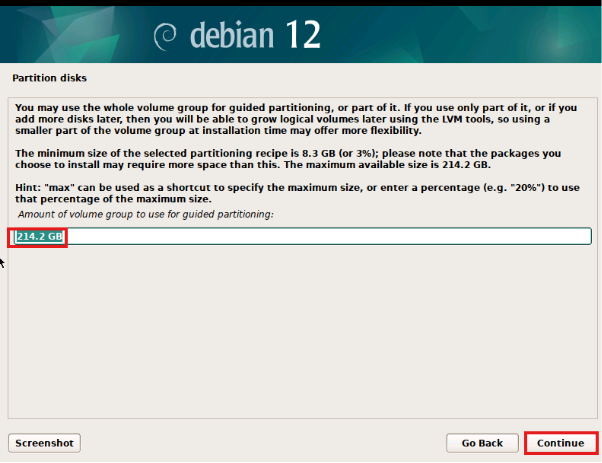 debian 12
Partition disks
You may use the whole volume group for guided partitioning, or part of it. If you use only part of it, or if you
add more disks later, then you will be able to grow logical volumes later using the LVM tools, so using a
smaller part of the volume group at installation time may offer more flexibility.
The minimum size of the selected partitioning recipe is 8.3 GB (or 3%); please note that the packages you
choose to install may require more space than this. The maximum available size is 214.2 GB.
Hint: "max" can be used as a shortcut to specify the maximum size, or enter a percentage (e.g. "20%") to use
that percentage of the maximum size.
Amount of volume group to use for guided partitioning:
214.2 GB
Screenshot
Go Back
Continue